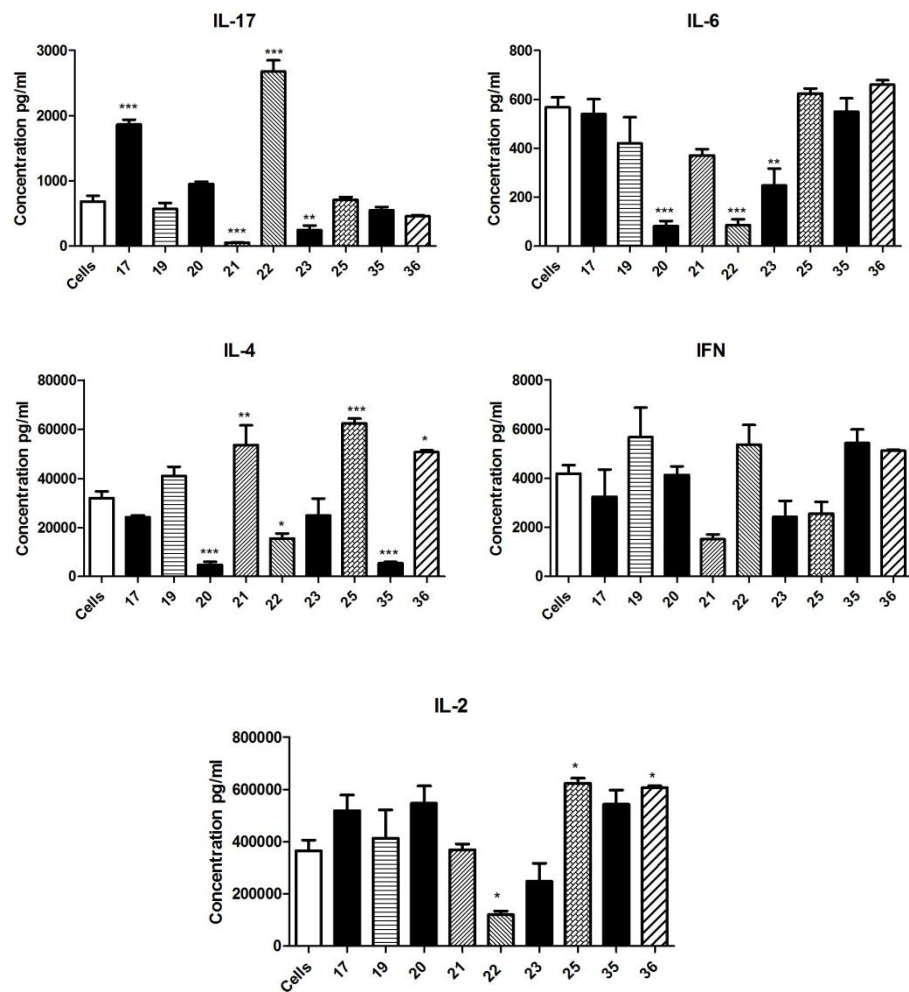 IL-17
Concentration pg/ml
3000
2000
1000
0
***
***
***
**
Cells 17 19 20 21 22 23 25 35 36
IL-6
Concentration pg/ml
800
600
400
200
0
***
***
**
Cells 17 19 20 21 22 23 25 35 36
IL-4
Concentration pg/ml
80000
60000
40000
20000
0
***
**
*
***
***
*
Cells 17 19 20 21 22 23 25 35 36
IFN
Concentration pg/ml
8000
6000
4000
2000
0
Cells 17 19 20 21 22 23 25 35 36
IL-2
Concentration pg/ml
800000
600000
400000
200000
0
*
*
*
Cells 17 19 20 21 22 23 25 35 36